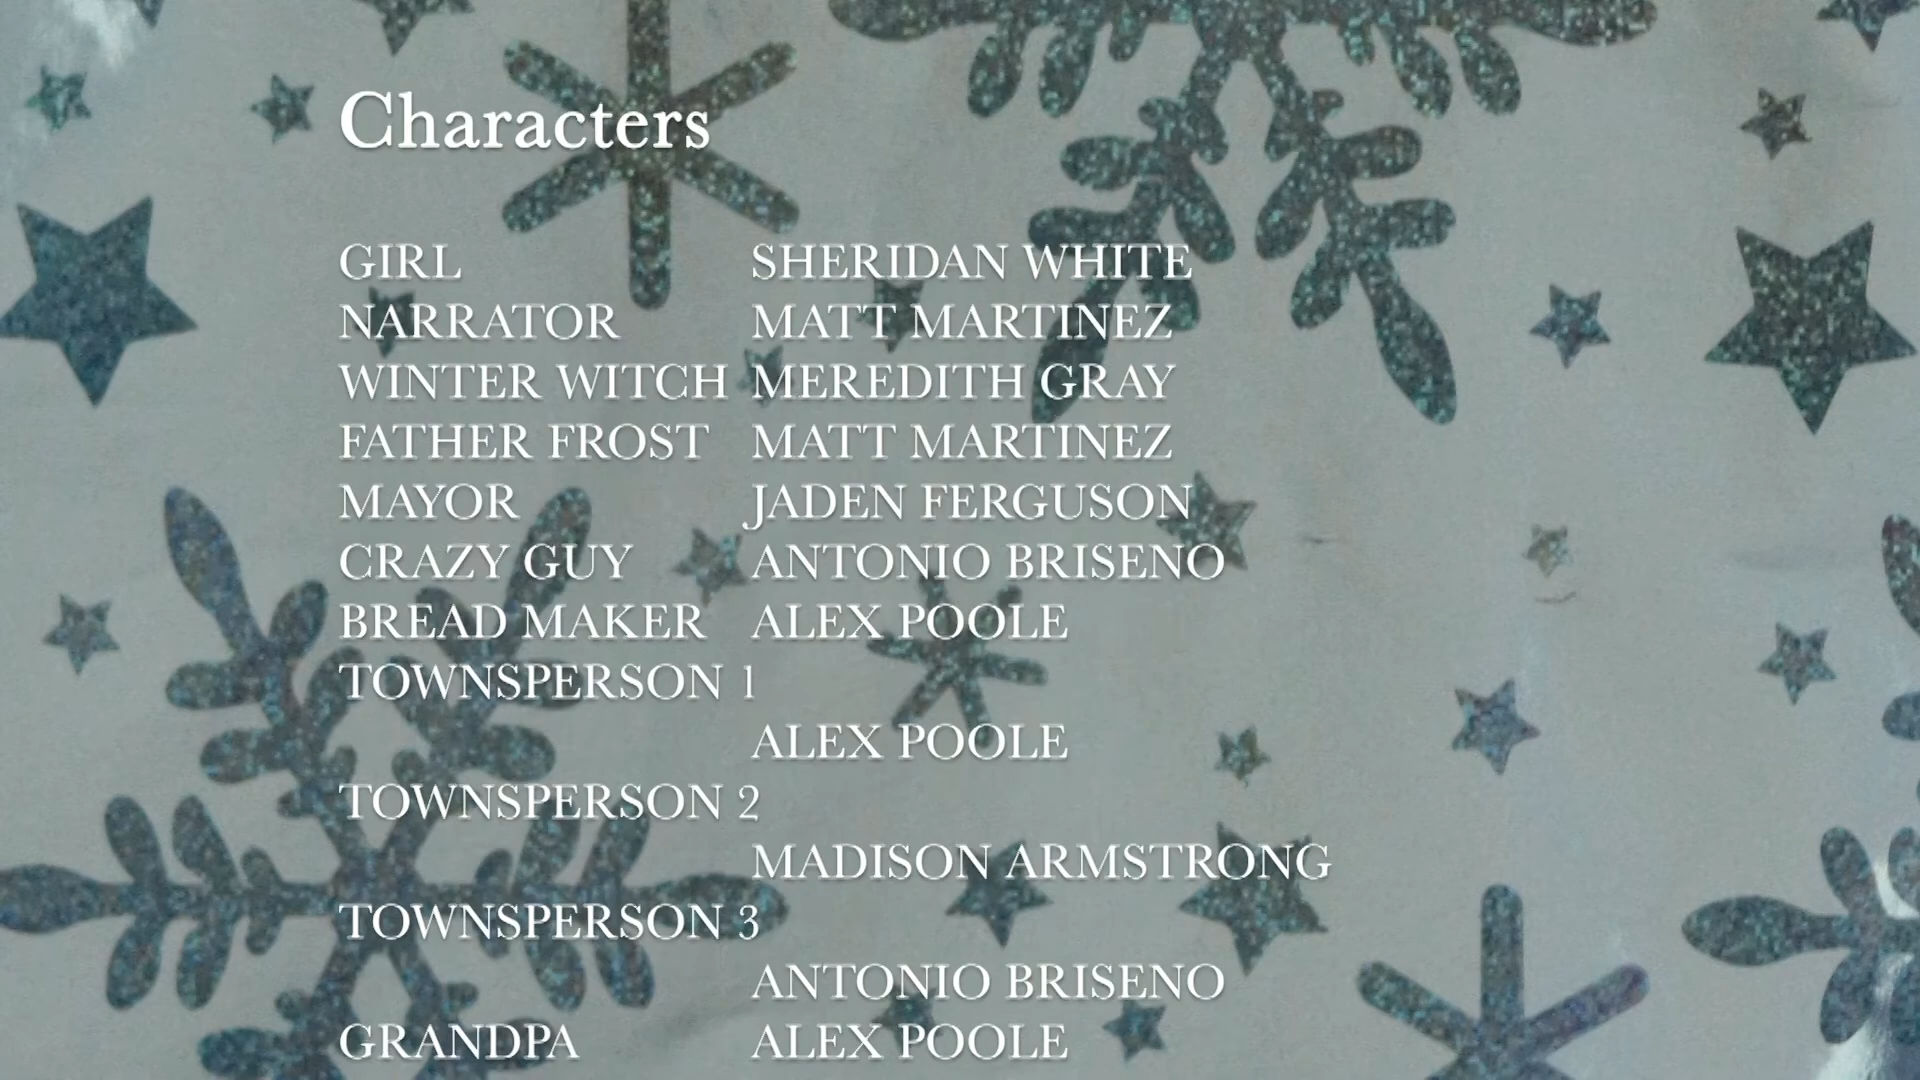 Characters
GIRL SHERIDAN WHITE
NARRATOR MATT MARTINEZ
WINTER WITCH MEREDITH GRAY
FATHER FROST MATT MARTINEZ
MAYOR JADEN FERGUSON
CRAZY GUY ANTONIO BRISENO
BREAD MAKER ALEX POOLE
TOWNSPERSON 1
ALEX POOLE
TOWNSPERSON 2
MADISON ARMSTRONG
TOWNSPERSON 3
ANTONIO BRISENO
GRANDPA ALEX POOLE